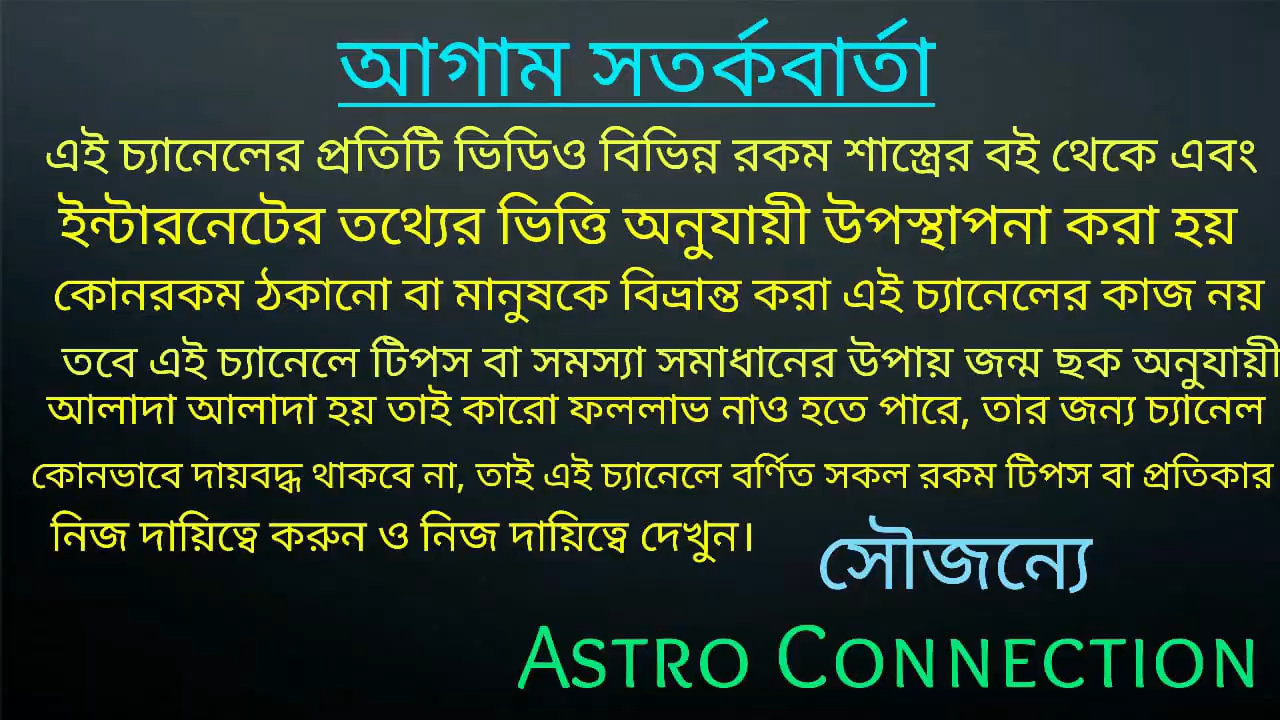 আগাম সতর্কবার্তা
এই চ্যানেলের প্রতিটি ভিডিও বিভিন্ন রকম শাস্ত্রের বই থেকে এবং
ইন্টারনেটের তথ্যের ভিত্তি অনুযায়ী উপস্থাপনা করা হয়
কোনরকম ঠকানো বা মানুষকে বিভ্রান্ত করা এই চ্যানেলের কাজ নয়
তবে এই চ্যানেলে টিপস বা সমস্যা সমাধানের উপায় জন্ম ছক অনুযায়ী
আলাদা আলাদা হয় তাই কারো ফললাভ নাও হতে পারে, তার জন্য চ্যানেল
কোনভাবে দায়বদ্ধ থাকবে না, তাই এই চ্যানেলে বর্ণিত সকল রকম টিপস বা প্রতিকার
নিজ দায়িত্বে করুন ও নিজ দায়িত্বে দেখুন।
সৌজন্যে
ASTRO CONNECTION